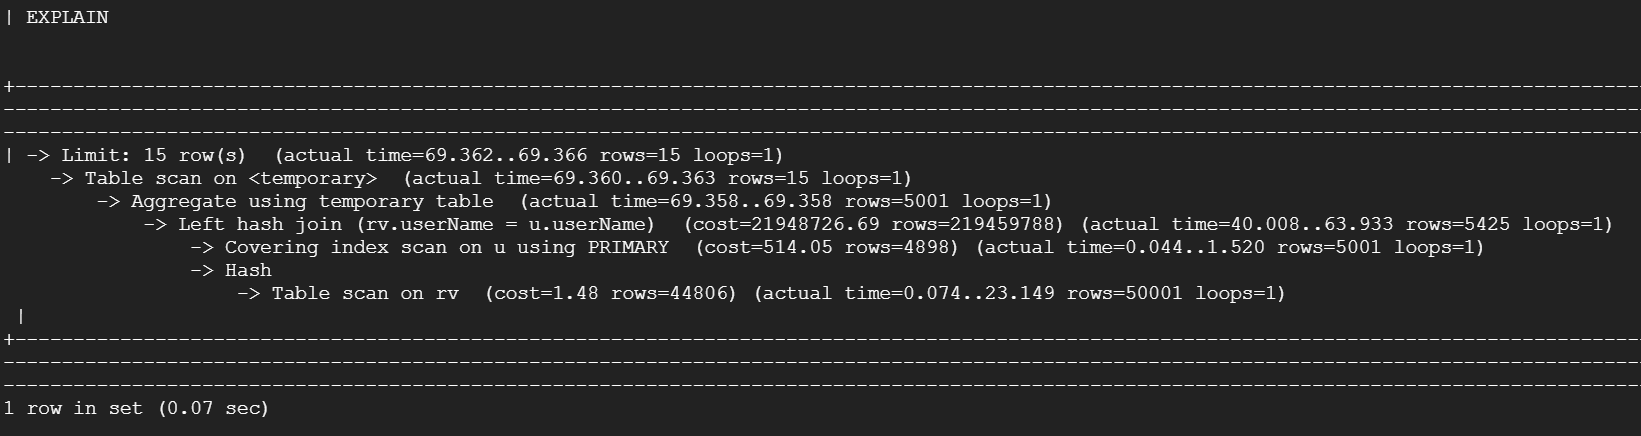 | EXPLAIN
+--------------------------------------------------------------------------------------------------------------------------------------------
--------------------------------------------------------------------------------------------------------------------------------------------
--------------------------------------------------------------------------------------------------------------------------------------------
| -> Limit: 15 row(s)  (actual time=69.362..69.366 rows=15 loops=1)
    -> Table scan on <temporary>  (actual time=69.360..69.363 rows=15 loops=1)
        -> Aggregate using temporary table  (actual time=69.358..69.358 rows=5001 loops=1)
            -> Left hash join (rv.userName = u.userName)  (cost=21948726.69 rows=219459788) (actual time=40.008..63.933 rows=5425 loops=1)
                -> Covering index scan on u using PRIMARY  (cost=514.05 rows=4898) (actual time=0.044..1.520 rows=5001 loops=1)
                -> Hash
                    -> Table scan on rv  (cost=1.48 rows=44806) (actual time=0.074..23.149 rows=50001 loops=1)
 |
+--------------------------------------------------------------------------------------------------------------------------------------------
--------------------------------------------------------------------------------------------------------------------------------------------
--------------------------------------------------------------------------------------------------------------------------------------------
1 row in set (0.07 sec)